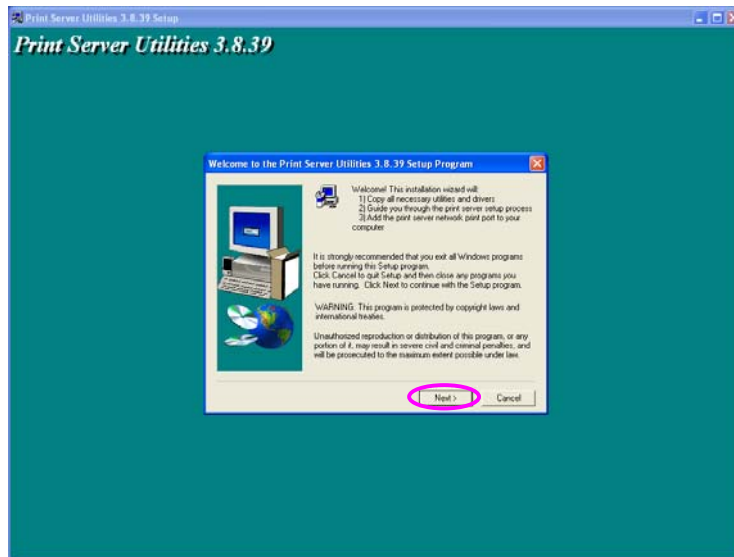 Print Server Utilities 3.8.39 Setup
Print Server Utilities 3.8.39
Welcome to the Print Server Utilities 3.8.39 Setup Program
Welcome! This installation wizard will:
1) Copy all necessary utilities and drivers
2) Guide you through the print server setup process
3) Add the print server network print port to your
computer
It is strongly recommended that you exit all Windows programs
before running this Setup program.
Click Cancel to quit Setup and then close any programs you
have running. Click Next to continue with the Setup program.
WARNING: This program is protected by copyright laws and
international treaties.
Unauthorized reproduction or distribution of this program, or any
portion of it, may result in severe civil and criminal penalties, and
will be prosecuted to the maximum extent possible under law.
Next >
Cancel